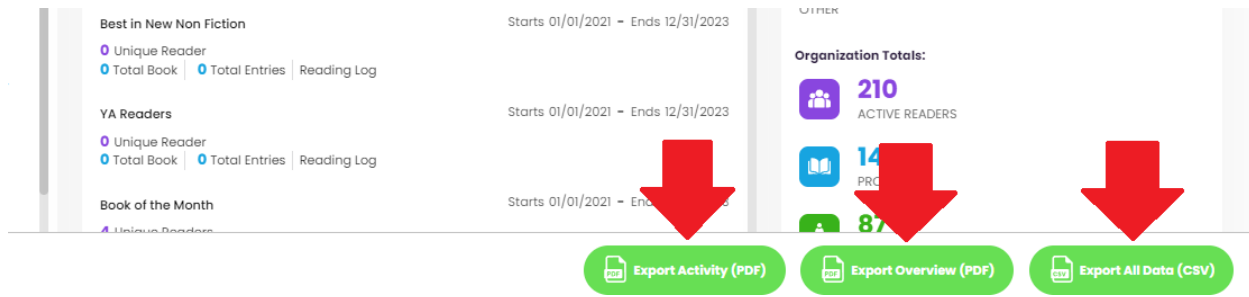 Best in New Non Fiction
Starts 01/01/2021 - Ends 12/31/2023
0 Unique Reader
0 Total Book 0 Total Entries Reading Log
YA Readers
Starts 01/01/2021 - Ends 12/31/2023
0 Unique Reader
0 Total Book 0 Total Entries Reading Log
Book of the Month
Starts 01/01/2021 -
4 Unique Readers
OTHER
Organization Totals:
210
ACTIVE READERS
PDF Export Activity (PDF)
PDF Export Overview (PDF)
CSV Export All Data (CSV)